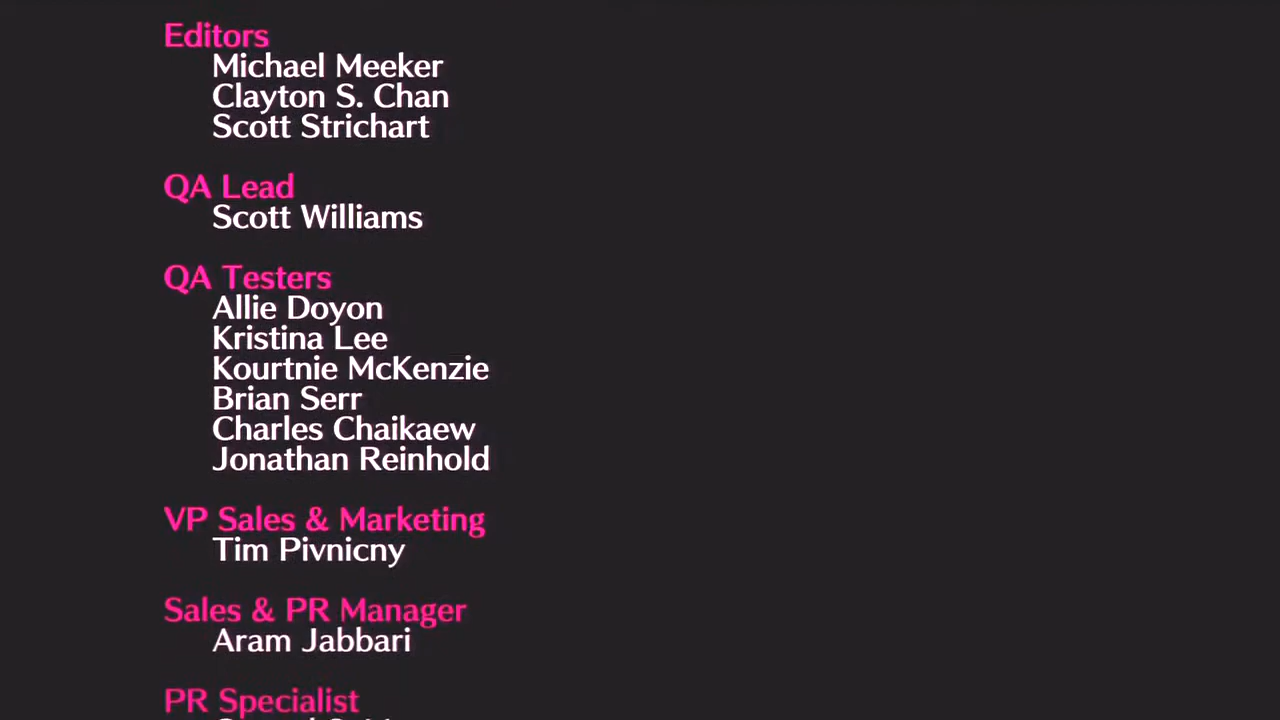 Editors
Michael Meeker
Clayton S. Chan
Scott Strichart
QA Lead
Scott Williams
QA Testers
Allie Doyon
Kristina Lee
Kourtnie McKenzie
Brian Serr
Charles Chaikaew
Jonathan Reinhold
VP Sales & Marketing
Tim Pivnicny
Sales & PR Manager
Aram Jabbari
PR Specialist